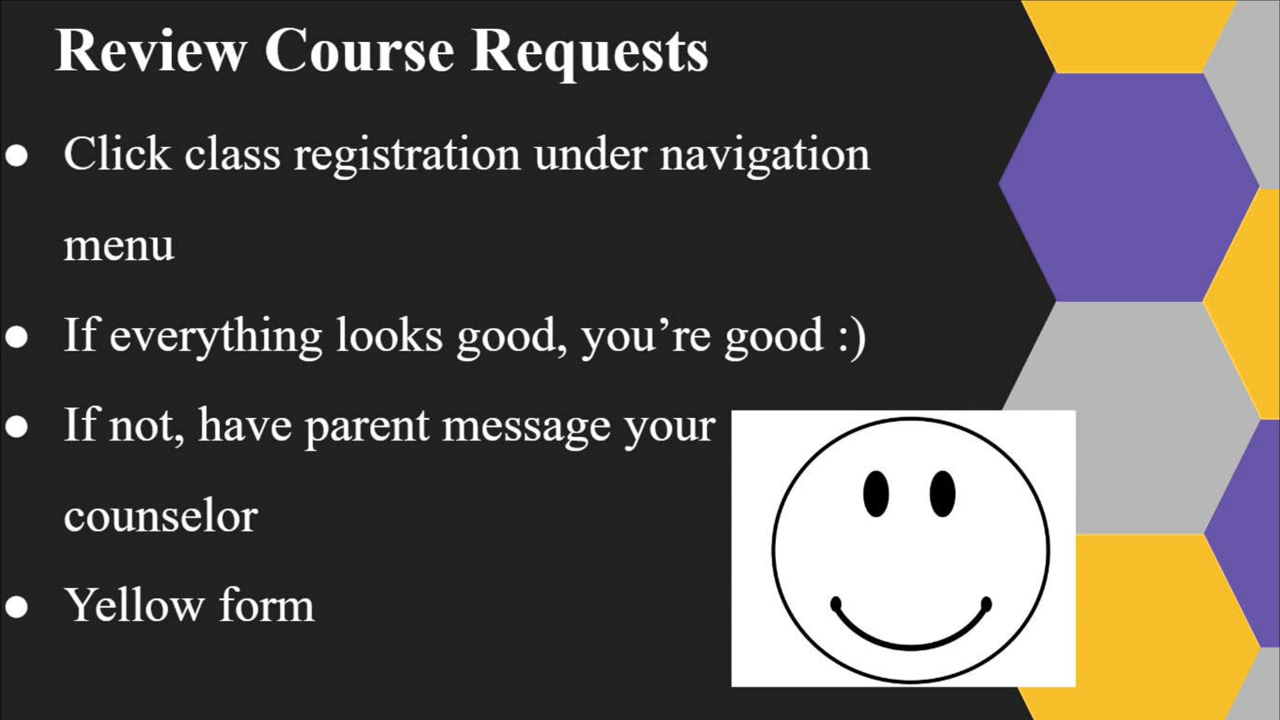 Review Course Requests
● Click class registration under navigation
menu
● If everything looks good, you’re good :)
● If not, have parent message your
counselor
● Yellow form